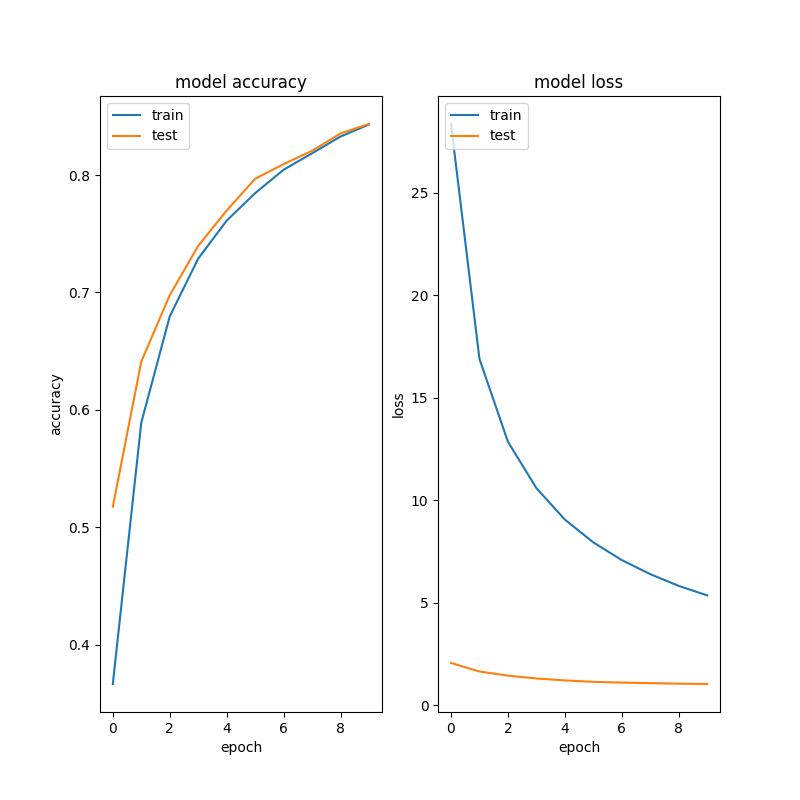 model accuracy
train
test
0.8
0.7
0.6
0.5
0.4
accuracy
0 2 4 6 8
epoch
model loss
train
test
25
20
15
10
5
0
loss
0 2 4 6 8
epoch